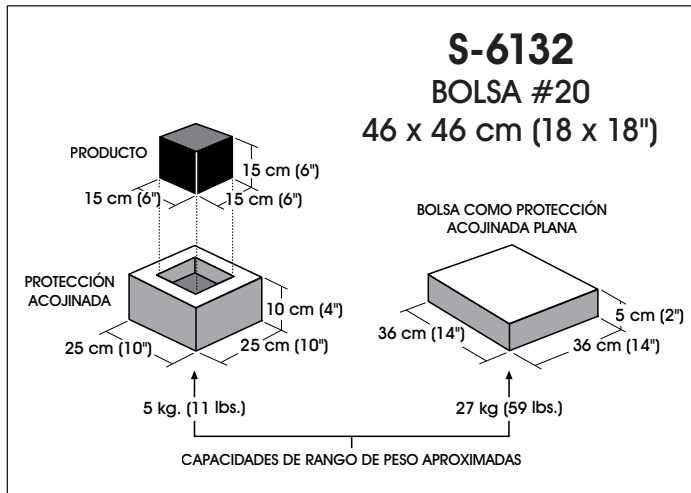 S-6132
BOLSA #20
46 x 46 cm (18 x 18")
PRODUCTO
15 cm (6")
15 cm (6")
15 cm (6")
PROTECCIÓN
ACOJINADA
10 cm (4")
25 cm (10")
25 cm (10")
5 kg. (11 lbs.)
BOLSA COMO PROTECCIÓN
ACOJINADA PLANA
5 cm (2")
36 cm (14")
36 cm (14")
27 kg (59 lbs.)
CAPACIDADES DE RANGO DE PESO APROXIMADAS